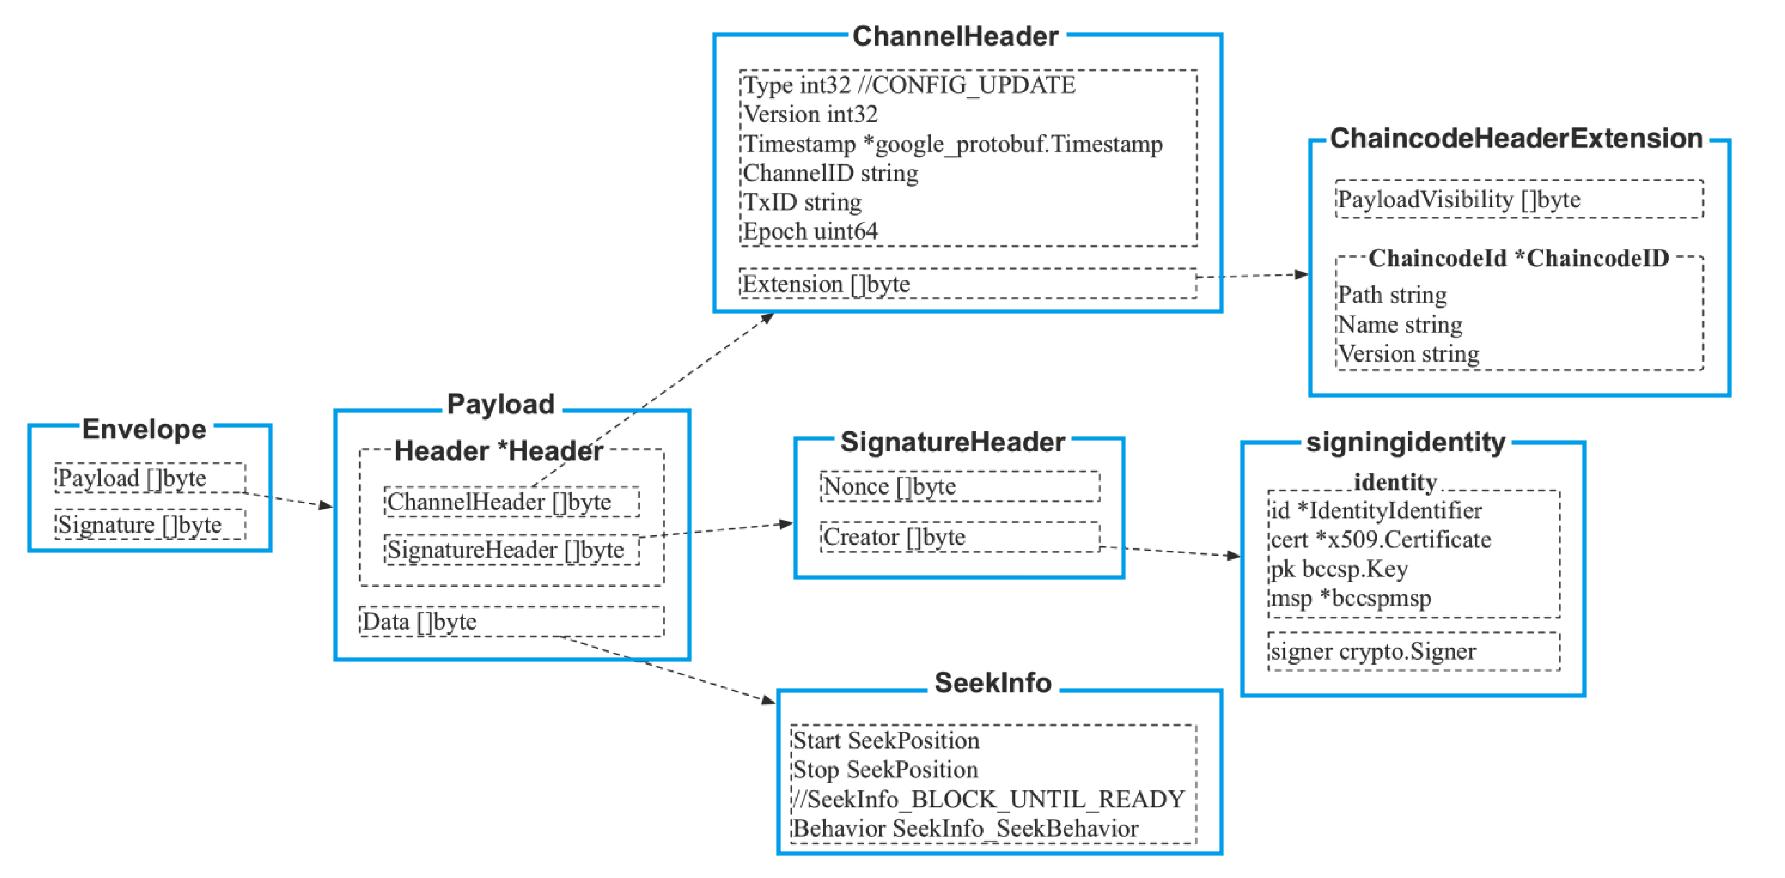 ChannelHeader
Type int32 //CONFIG_UPDATE
Version int32
Timestamp *google_protobuf.Timestamp
ChannelID string
TxID string
Epoch uint64
Extension []byte
ChaincodeHeaderExtension
PayloadVisibility []byte
ChaincodeId *ChaincodeID
Path string
Name string
Version string
Envelope
Payload []byte
Signature []byte
Payload
Header *Header
ChannelHeader []byte
SignatureHeader []byte
Data []byte
SignatureHeader
Nonce []byte
Creator []byte
signingidentity
identity
id *IdentityIdentifier
cert *x509.Certificate
pk bccsp.Key
msp *bccspmsp
signer crypto.Signer
SeekInfo
Start SeekPosition
Stop SeekPosition
//SeekInfo_BLOCK_UNTIL_READY
Behavior SeekInfo_SeekBehavior